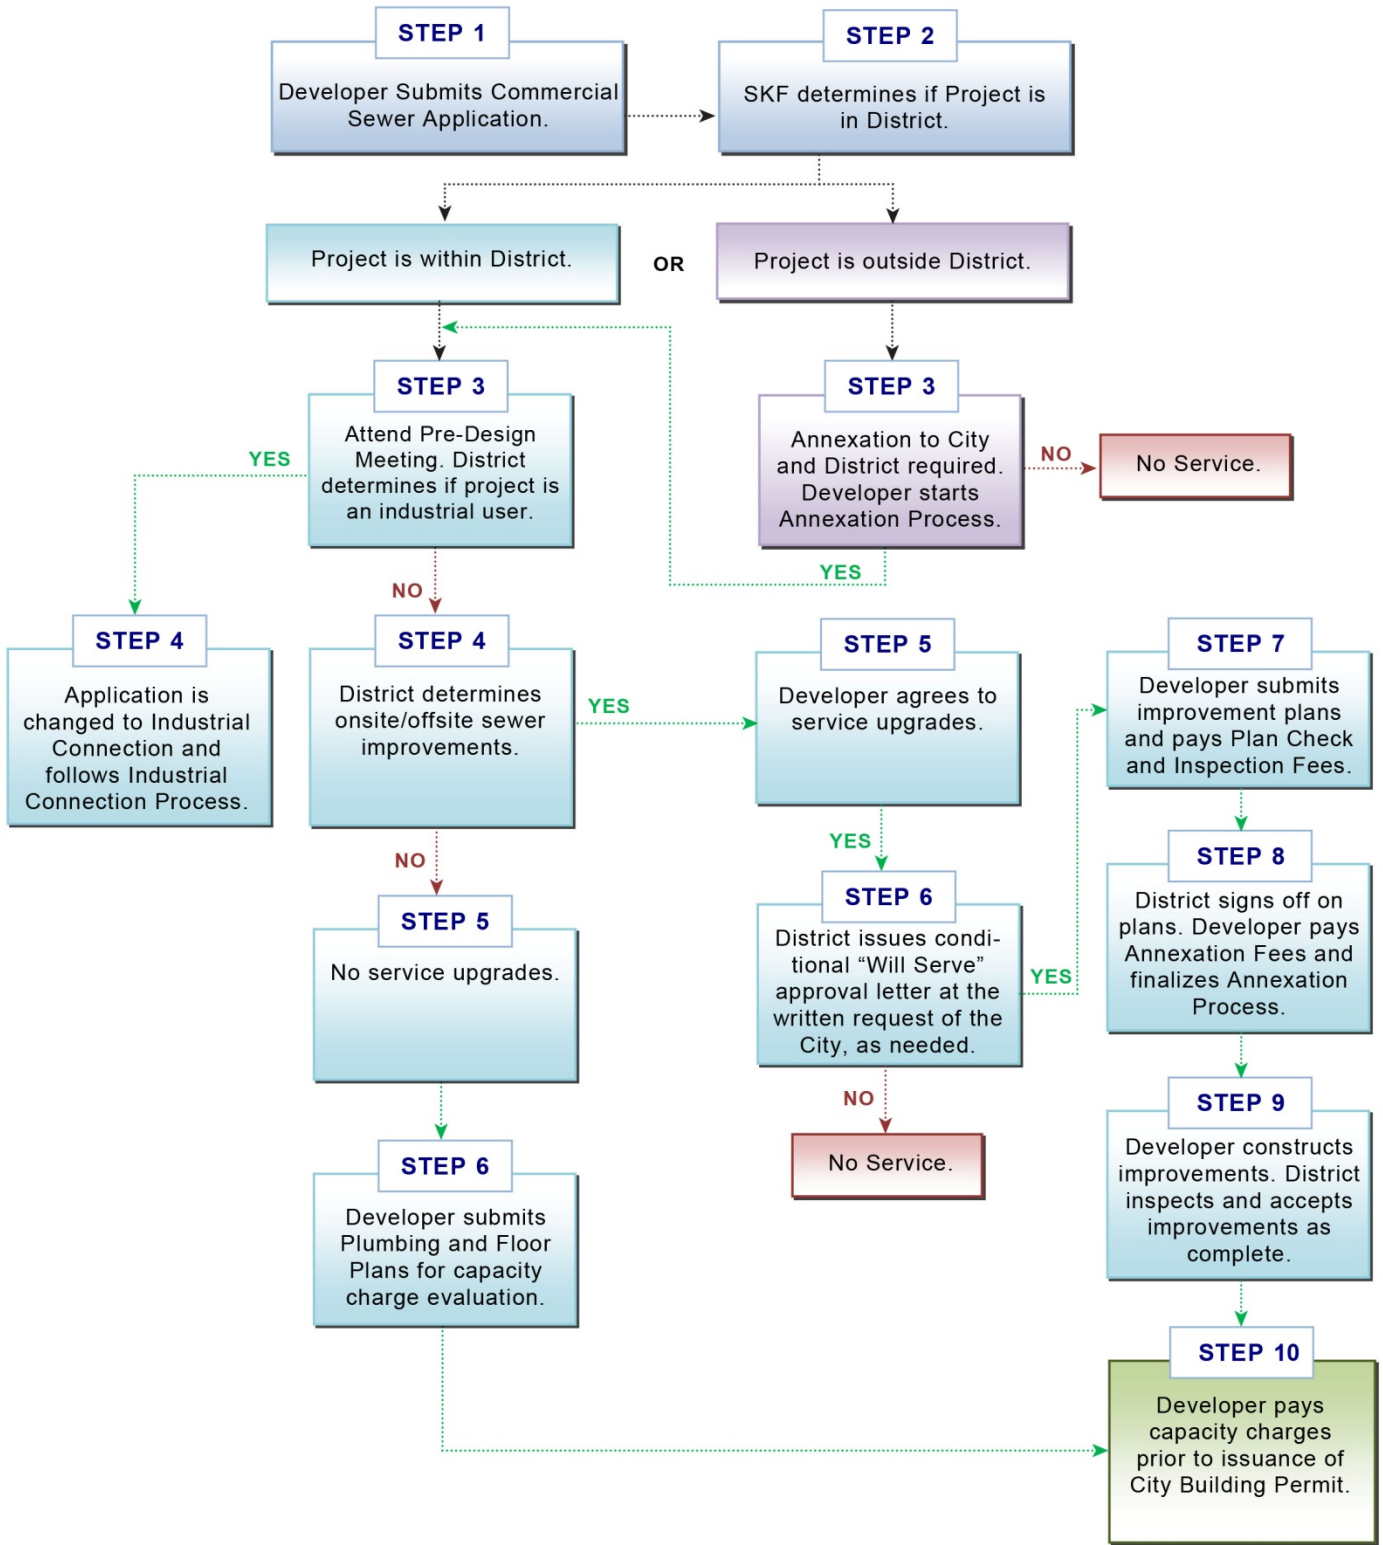 STEP 1
Developer Submits Commercial
Sewer Application.
STEP 2
SKF determines if Project is
in District.
Project is within District.
OR
Project is outside District.
STEP 3
Attend Pre-Design
Meeting. District
determines if project is
an industrial user.
YES
NO
STEP 3
Annexation to City
and District required.
Developer starts
Annexation Process.
NO
No Service.
YES
STEP 4
Application is
changed to Industrial
Connection and
follows Industrial
Connection Process.
STEP 4
District determines
onsite/offsite sewer
improvements.
YES
NO
STEP 5
Developer agrees to
service upgrades.
YES
STEP 5
No service upgrades.
STEP 6
Developer submits
Plumbing and Floor
Plans for capacity
charge evaluation.
STEP 6
District issues condi-
tional “Will Serve”
approval letter at the
written request of the
City, as needed.
YES
NO
No Service.
STEP 7
Developer submits
improvement plans
and pays Plan Check
and Inspection Fees.
STEP 8
District signs off on
plans. Developer pays
Annexation Fees and
finalizes Annexation
Process.
STEP 9
Developer constructs
improvements. District
inspects and accepts
improvements as
complete.
STEP 10
Developer pays
capacity charges
prior to issuance of
City Building Permit.